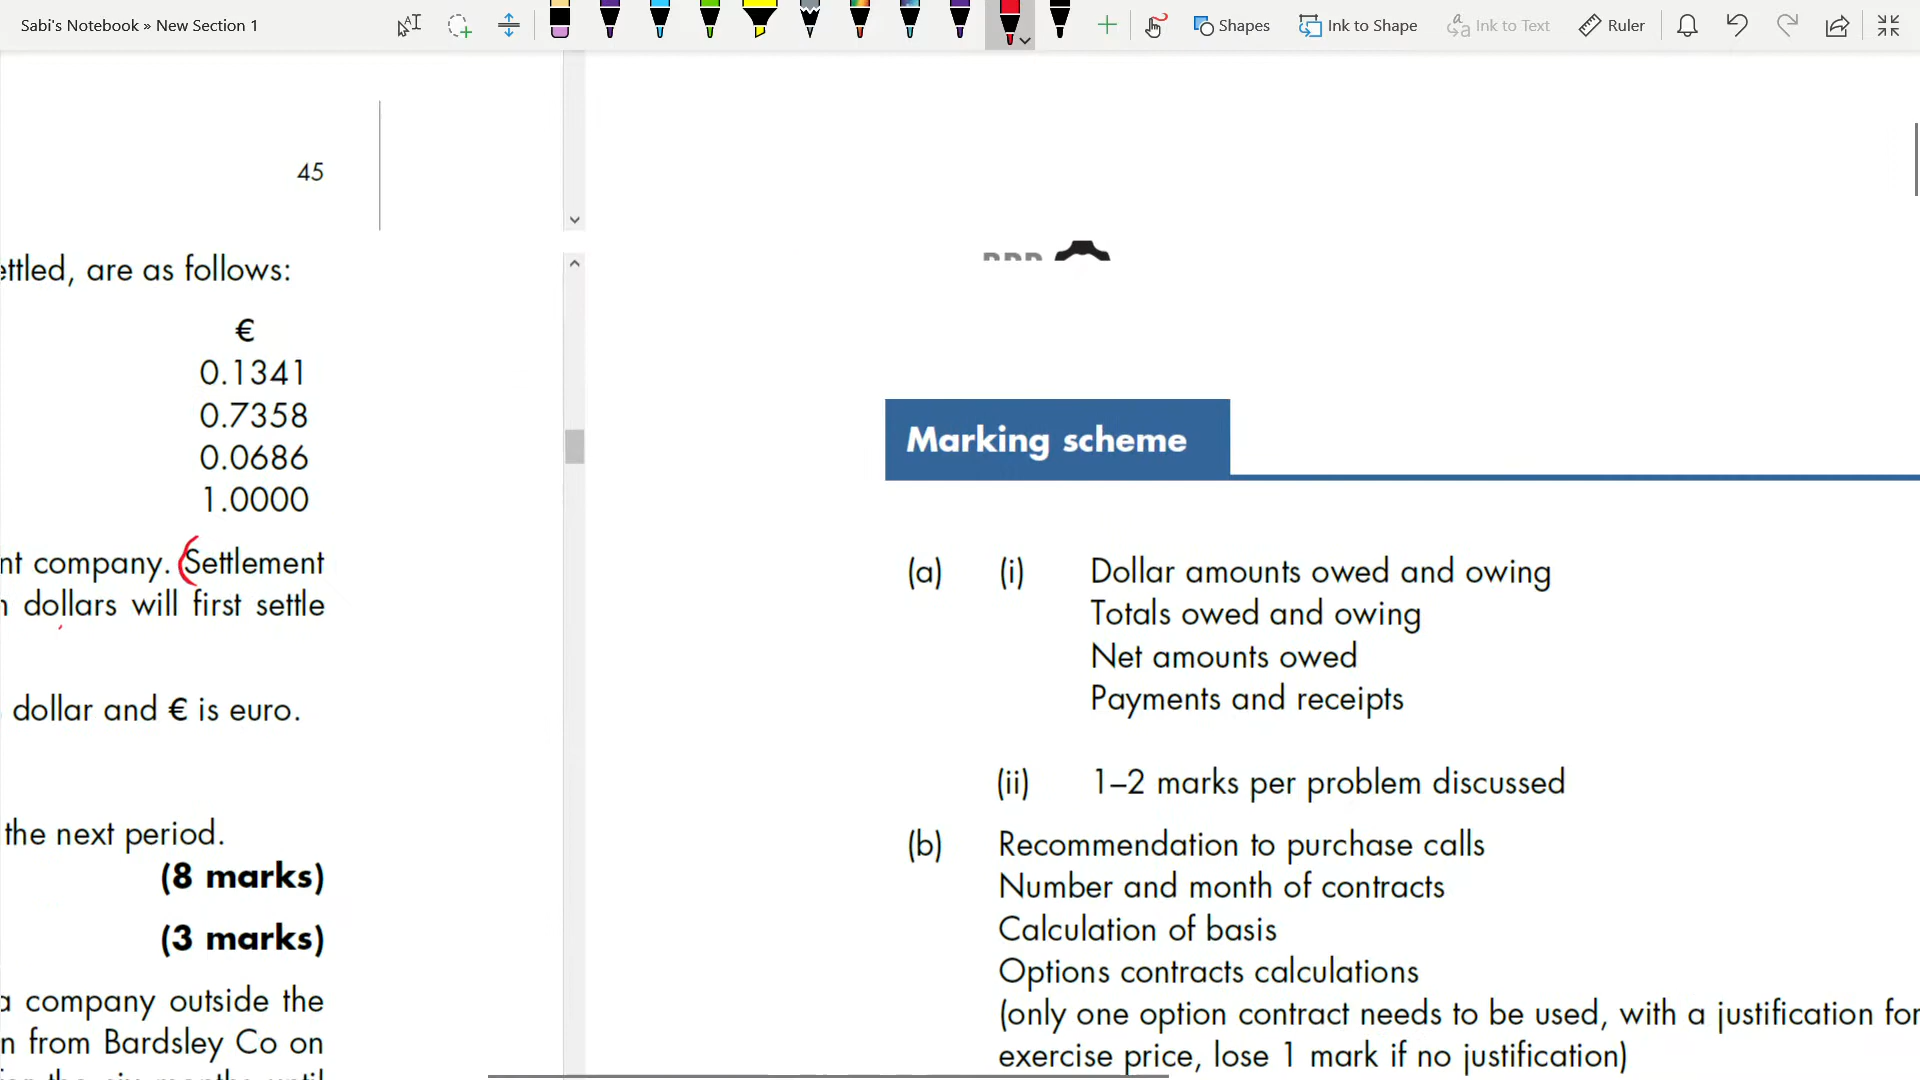 Sabi's Notebook » New Section 1
Shapes
Ink to Shape
Ink to Text
Ruler
45
ettled, are as follows:
€
0.1341
0.7358
0.0686
1.0000
nt company. (Settlement
n dollars will first settle
dollar and € is euro.
the next period.
(8 marks)
(3 marks)
a company outside the
n from Bardsley Co on
Marking scheme
(a) (i) Dollar amounts owed and owing
Totals owed and owing
Net amounts owed
Payments and receipts
(ii) 1–2 marks per problem discussed
(b) Recommendation to purchase calls
Number and month of contracts
Calculation of basis
Options contracts calculations
(only one option contract needs to be used, with a justification for
exercise price, lose 1 mark if no justification)